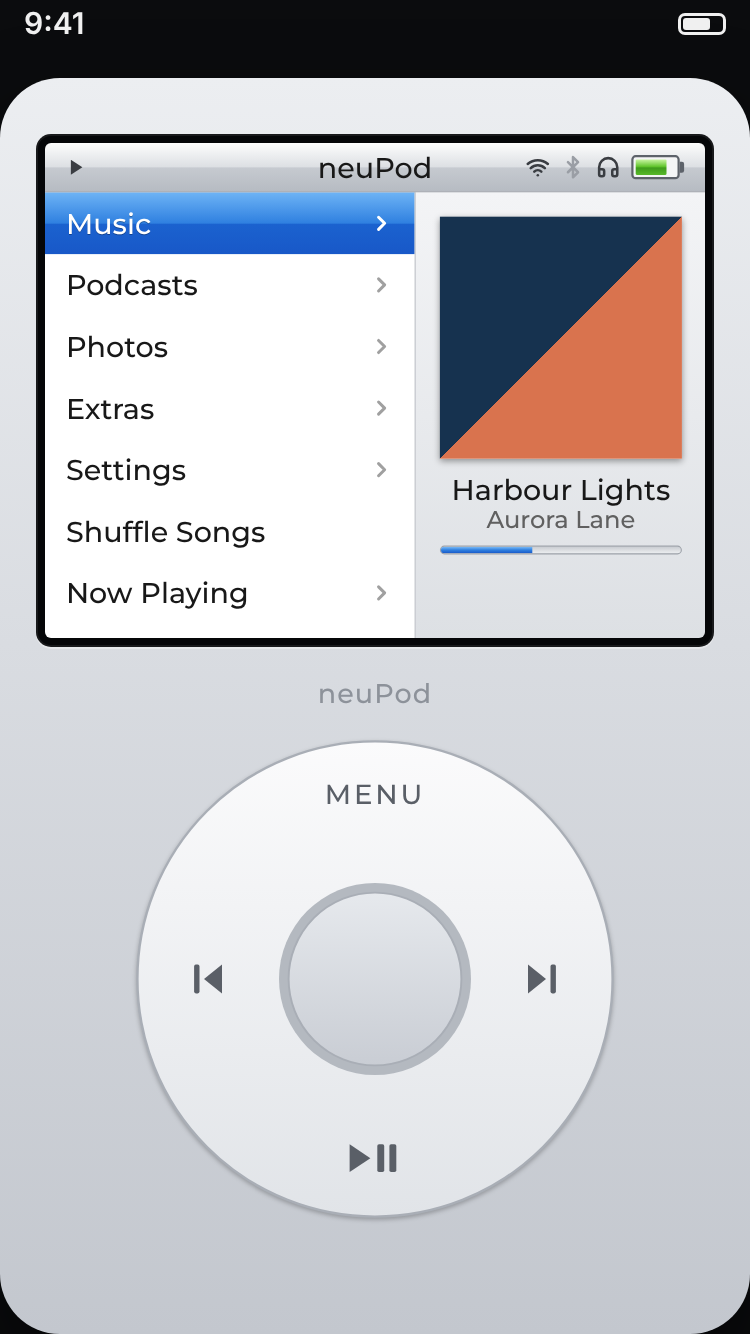 9:41
neuPod
Music
Podcasts
Photos
Extras
Settings
Shuffle Songs
Now Playing
Harbour Lights
Aurora Lane
neuPod
MENU